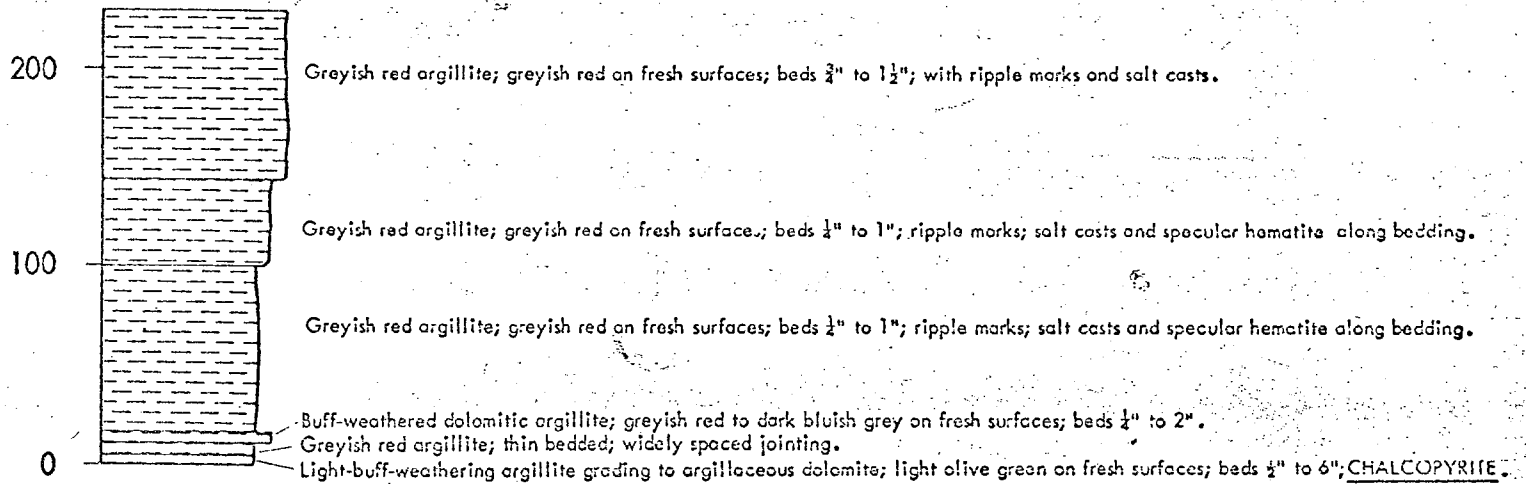 200
Greyish red argillite; greyish red on fresh surfaces; beds ¾" to 1½"; with ripple marks and salt casts.
Greyish red argillite; greyish red on fresh surface.; beds ¼" to 1"; ripple marks; salt casts and specular hematite along bedding.
100
Greyish red argillite; greyish red on fresh surfaces; beds ½" to 1"; ripple marks; salt casts and specular hematite along bedding.
Buff-weathered dolomitic argillite; greyish red to dark bluish grey on fresh surfaces; beds ¼" to 2".
Greyish red argillite; thin bedded; widely spaced jointing.
0
Light-buff-weathering argillite grading to argillaceous dolomite; light olive green on fresh surfaces; beds ½" to 6"; CHALCOPYRITE.